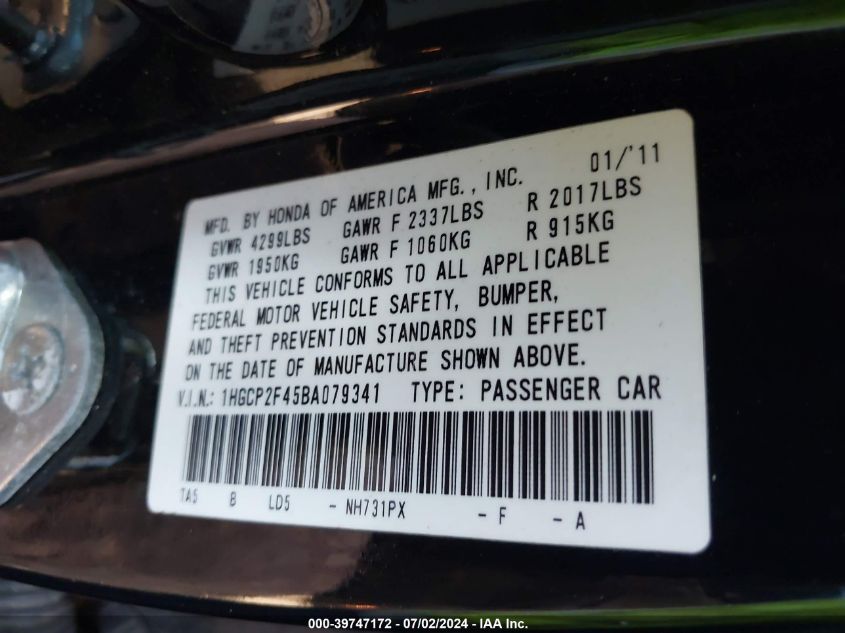 MFD. BY HONDA OF AMERICA MFG., INC. 01/'11
GVWR 4299LBS GAWR F 2337LBS R 2017LBS
GVWR 1950KG GAWR F 1060KG R 915KG
THIS VEHICLE CONFORMS TO ALL APPLICABLE
FEDERAL MOTOR VEHICLE SAFETY, BUMPER,
AND THEFT PREVENTION STANDARDS IN EFFECT
ON THE DATE OF MANUFACTURE SHOWN ABOVE.
V.I.N.: 1HGCP2F45BA079341 TYPE: PASSENGER CAR
TA5 B LD5 - NH731PX - F - A
000-39747172 - 07/02/2024 - IAA Inc.